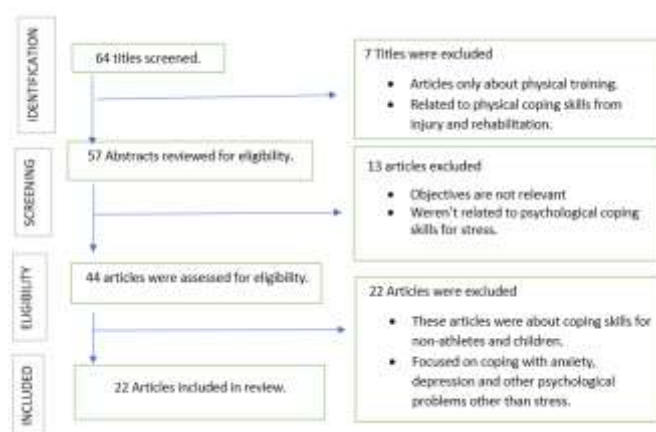 IDENTIFICATION
64 titles screened.
7 Titles were excluded
• Articles only about physical training.
• Related to physical coping skills from
injury and rehabilitation.
SCREENING
57 Abstracts reviewed for eligibility.
13 articles excluded
• Objectives are not relevant
• Weren't related to psychological coping
skills for stress.
ELIGIBILITY
44 articles were assessed for eligibility.
22 Articles were excluded
• These articles were about coping skills for
non-athletes and children.
• Focused on coping with anxiety,
depression and other psychological
problems other than stress.
INCLUDED
22 Articles included in review.